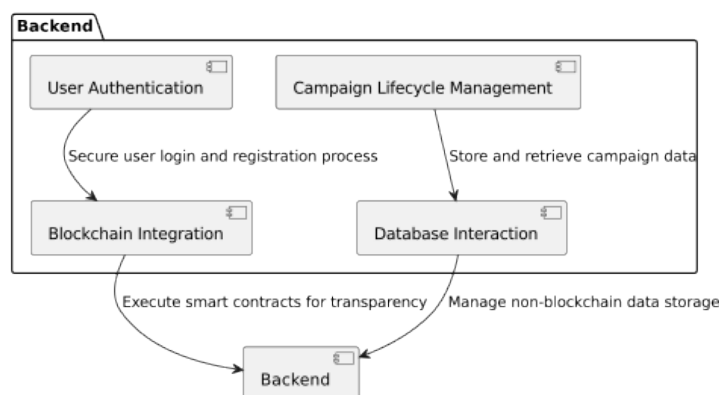 Backend
User Authentication
Campaign Lifecycle Management
Secure user login and registration process
Store and retrieve campaign data
Blockchain Integration
Database Interaction
Execute smart contracts for transparency
Manage non-blockchain data storage
Backend